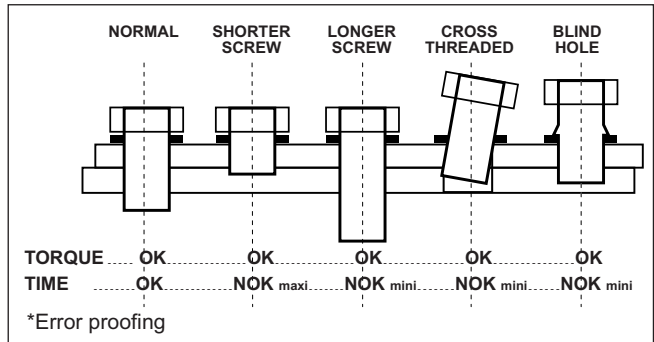 NORMAL SHORTER SCREW LONGER SCREW CROSS THREADED BLIND HOLE
TORQUE OK OK OK OK OK
TIME OK NOK maxi NOK mini NOK mini NOK mini
*Error proofing